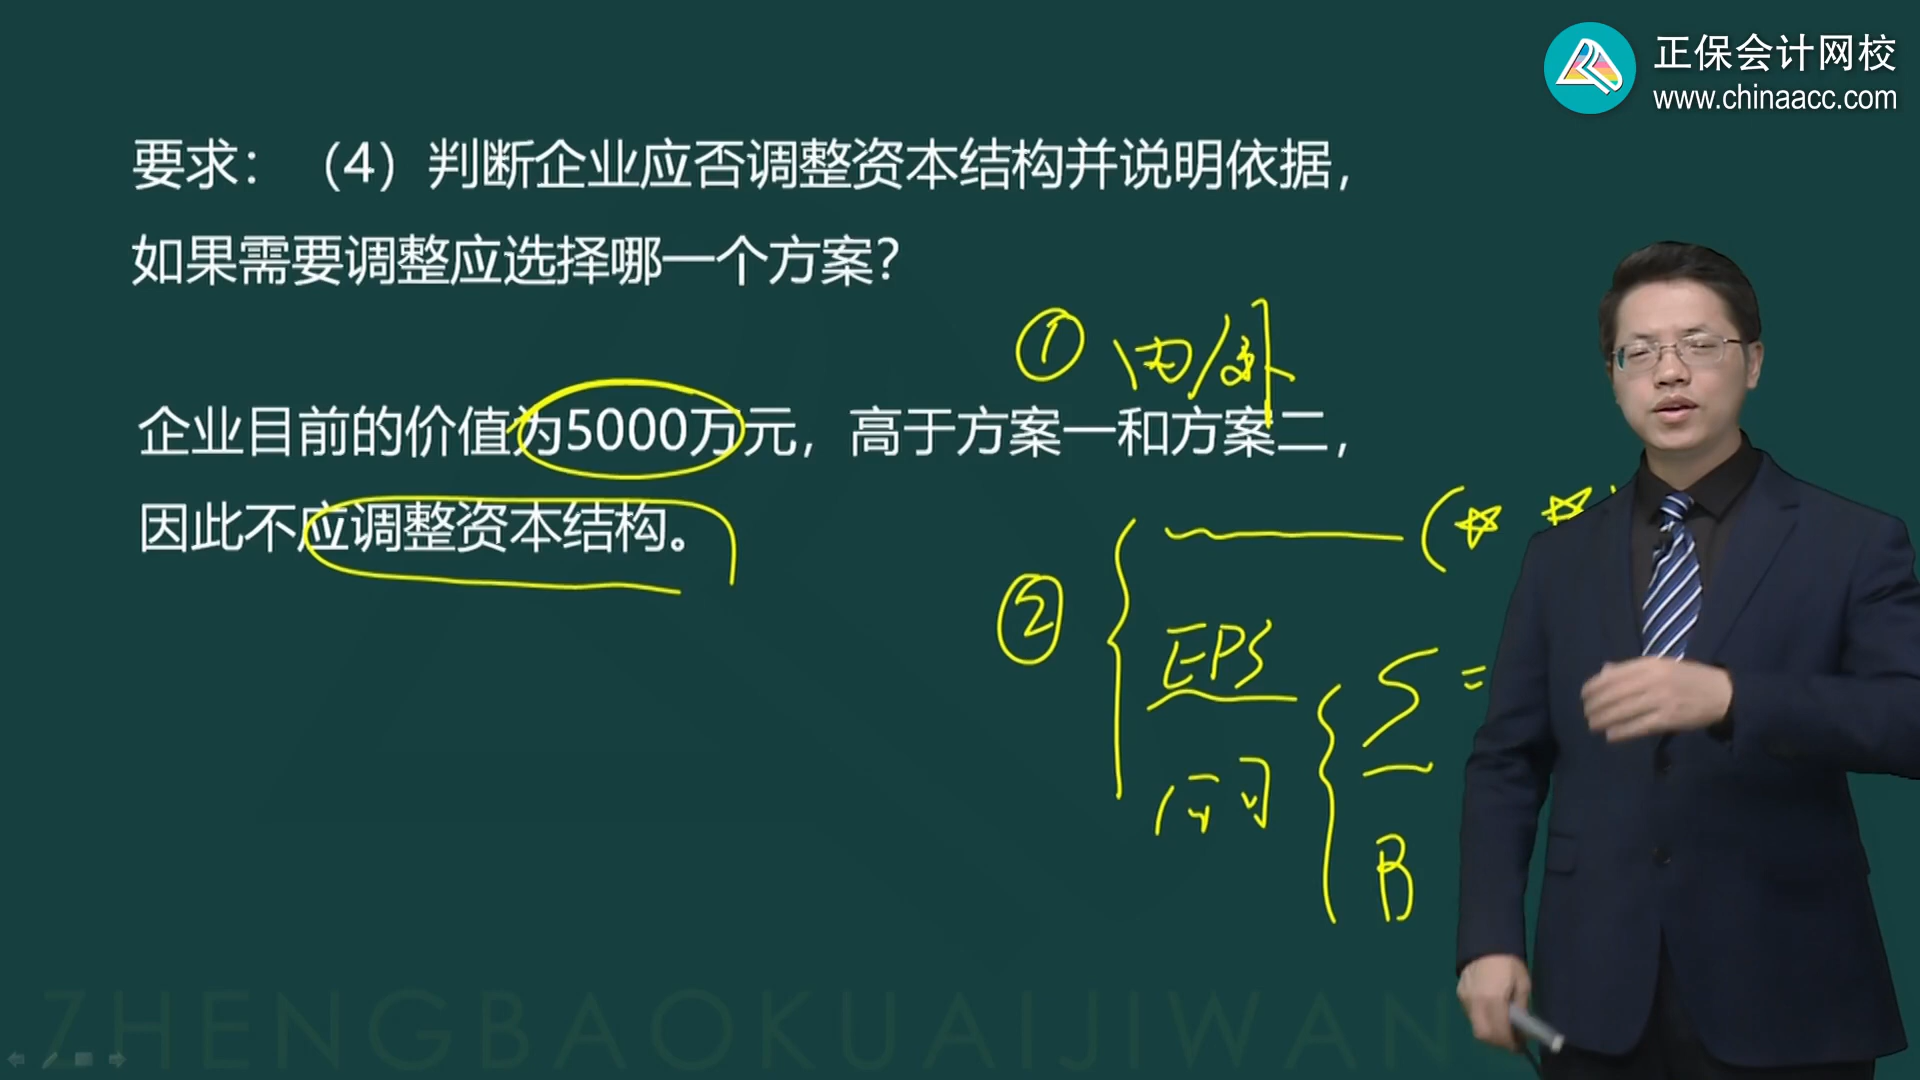 正保会计网校
www.chinaacc.com
要求：（4）判断企业应否调整资本结构并说明依据，
如果需要调整应选择哪一个方案？
① 内/外
企业目前的价值为5000万元，高于方案一和方案二，
因此不应调整资本结构。
②
EPS
S =
B
ZHENGBAOKUAIJIWAN